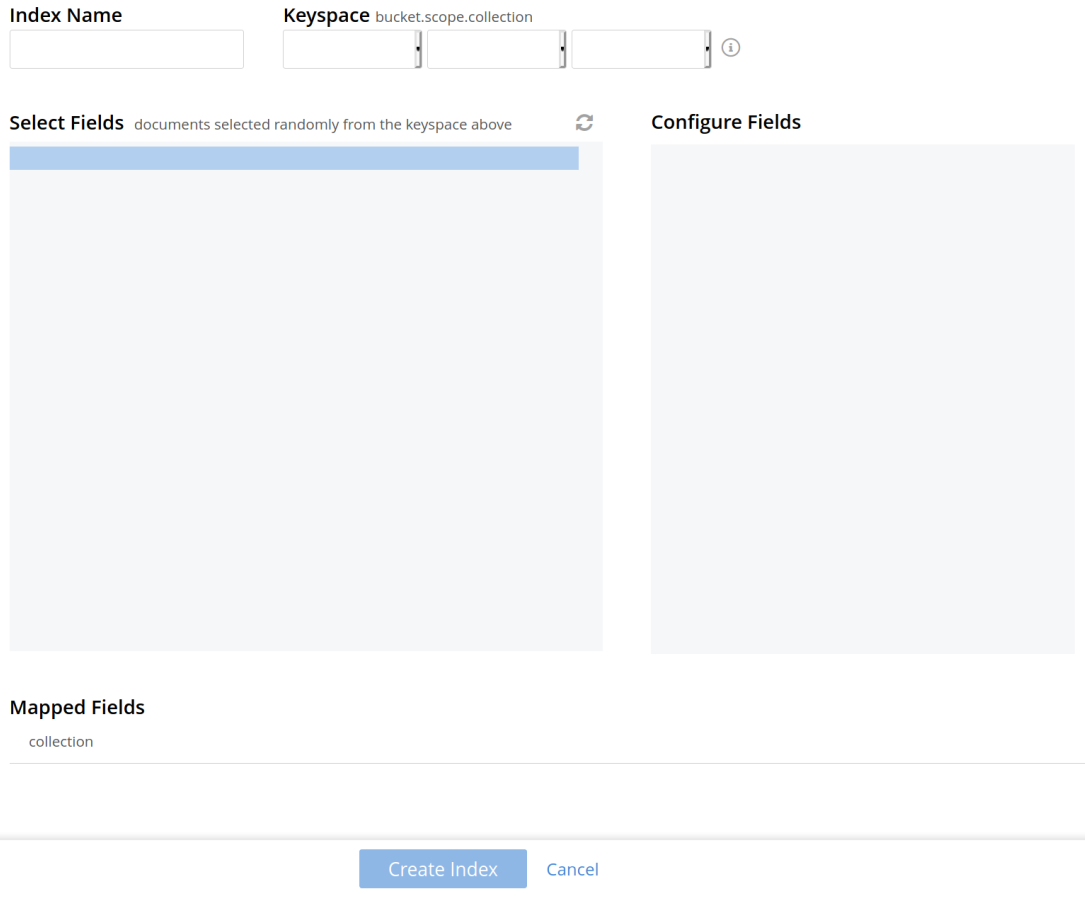 Index Name
Keyspace bucket.scope.collection
Select Fields documents selected randomly from the keyspace above
Configure Fields
Mapped Fields
collection
Create Index Cancel